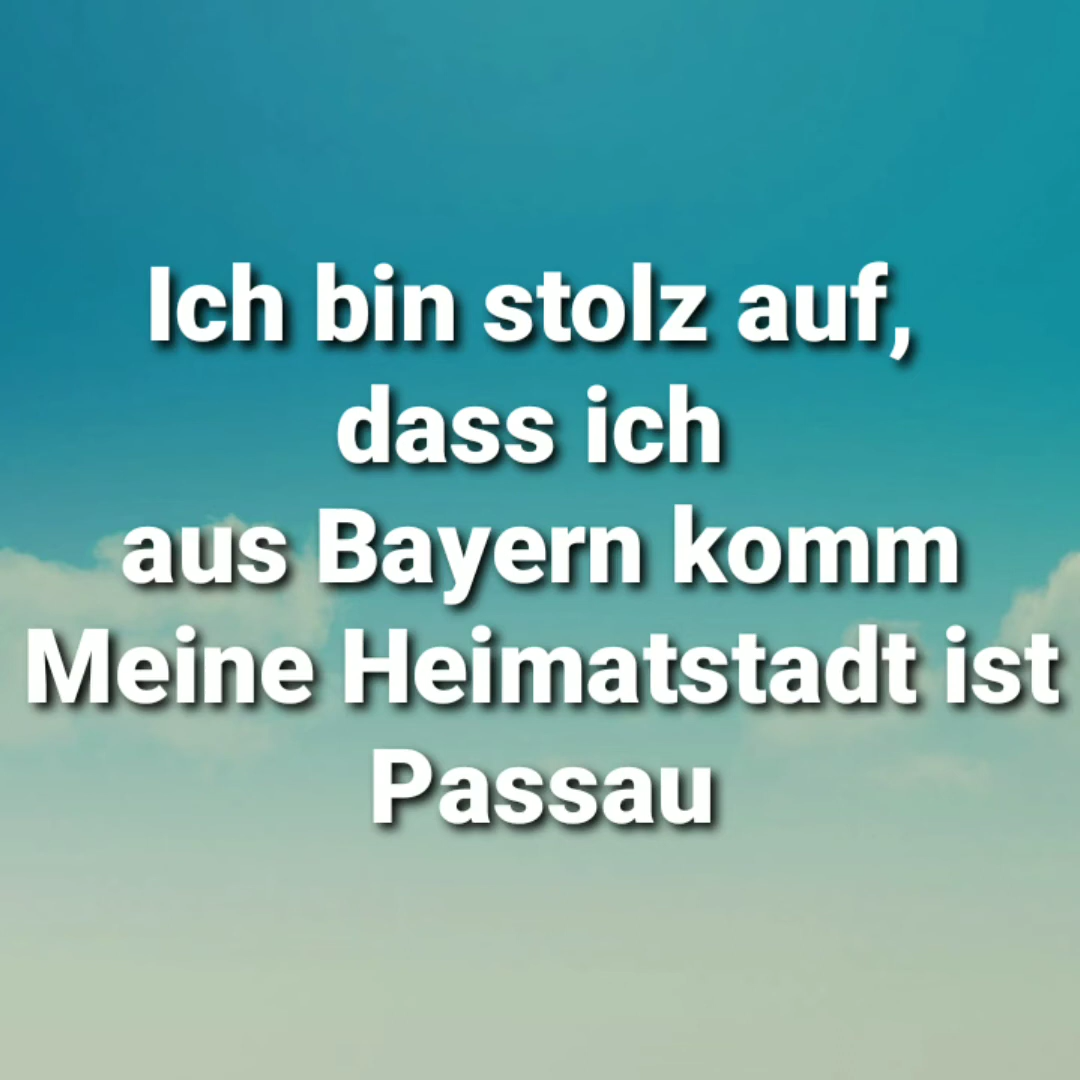 Ich bin stolz auf,
dass ich
aus Bayern komm
Meine Heimatstadt ist
Passau